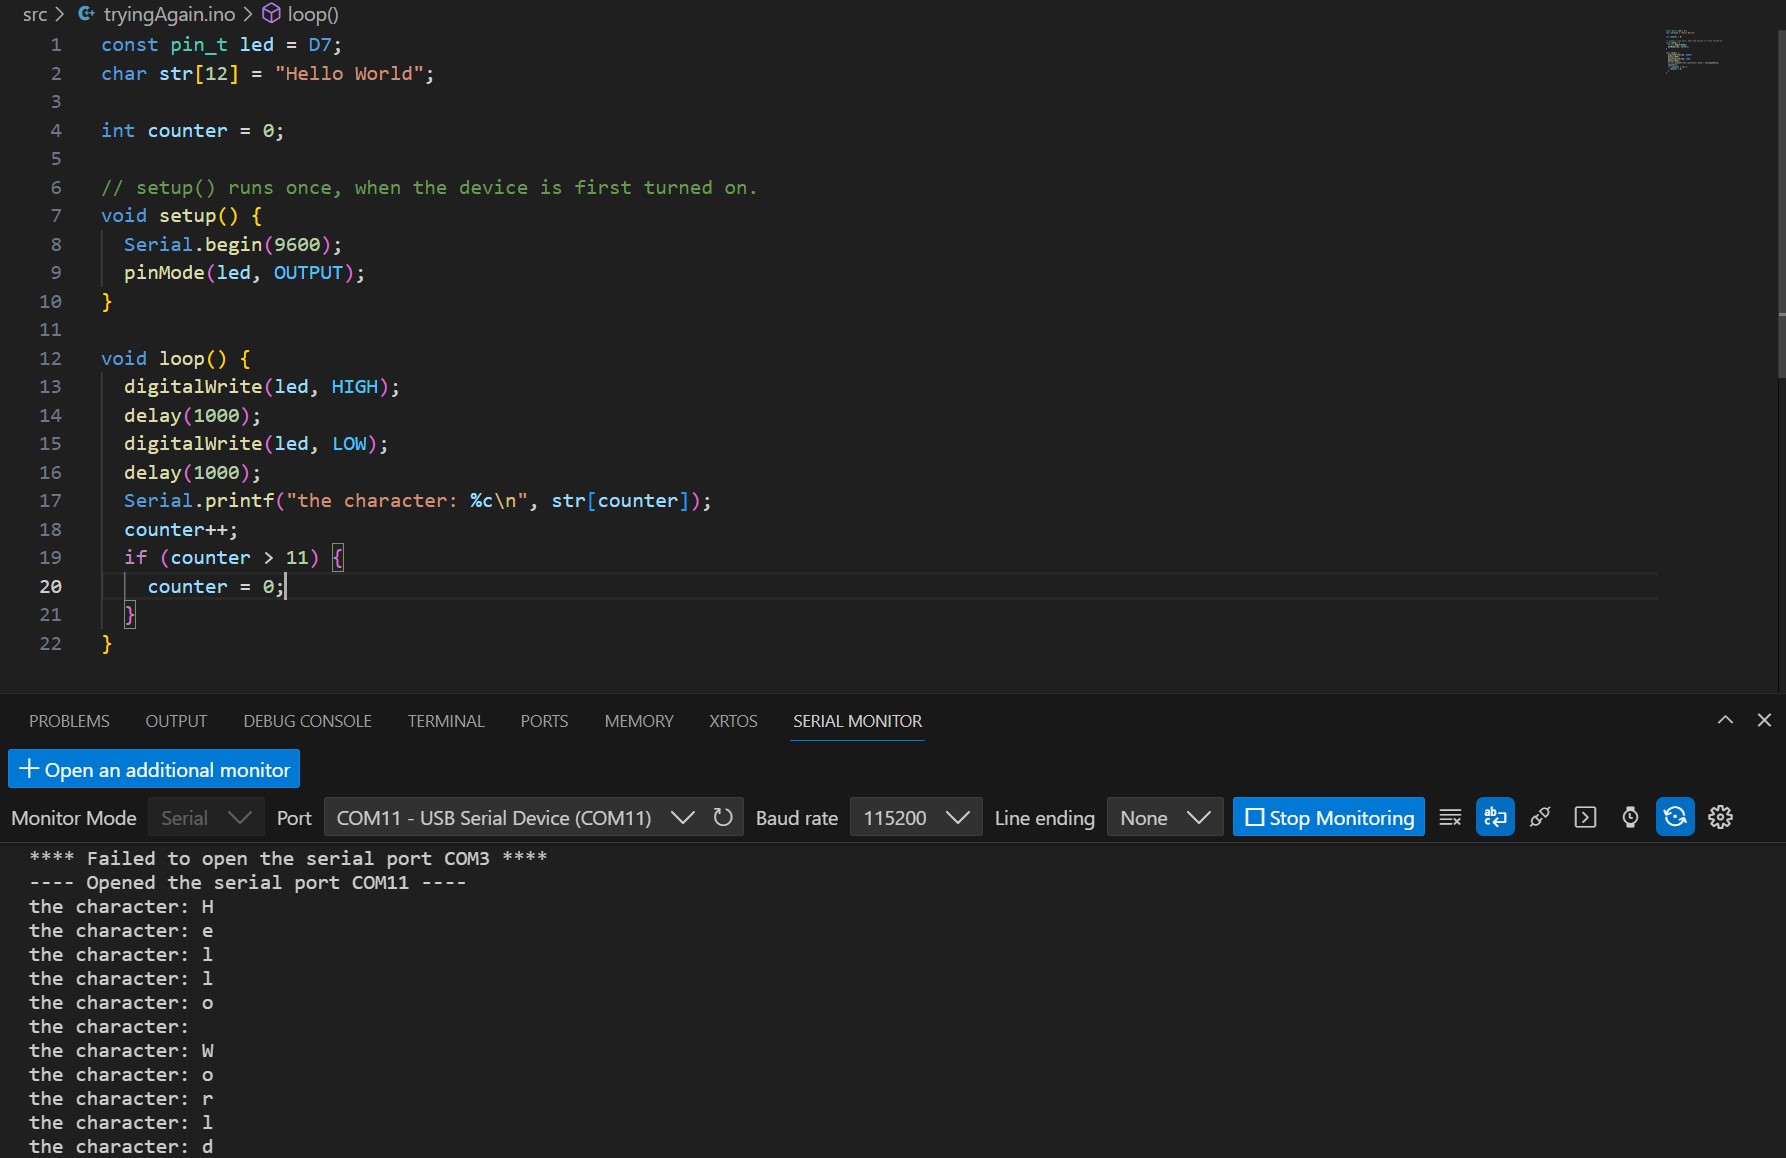 src > tryingAgain.ino > loop()
1 const pin_t led = D7;
2 char str[12] = "Hello World";
3
4 int counter = 0;
5
6 // setup() runs once, when the device is first turned on.
7 void setup() {
8 Serial.begin(9600);
9 pinMode(led, OUTPUT);
10 }
11
12 void loop() {
13 digitalWrite(led, HIGH);
14 delay(1000);
15 digitalWrite(led, LOW);
16 delay(1000);
17 Serial.printf("the character: %c\n", str[counter]);
18 counter++;
19 if (counter > 11) {
20 counter = 0;
21 }
22 }
PROBLEMS OUTPUT DEBUG CONSOLE TERMINAL PORTS MEMORY XRTOS SERIAL MONITOR
+ Open an additional monitor
Monitor Mode Serial Port COM11 - USB Serial Device (COM11) Baud rate 115200 Line ending None Stop Monitoring
**** Failed to open the serial port COM3 ****
---- Opened the serial port COM11 ----
the character: H
the character: e
the character: l
the character: l
the character: o
the character:
the character: W
the character: o
the character: r
the character: l
the character: d